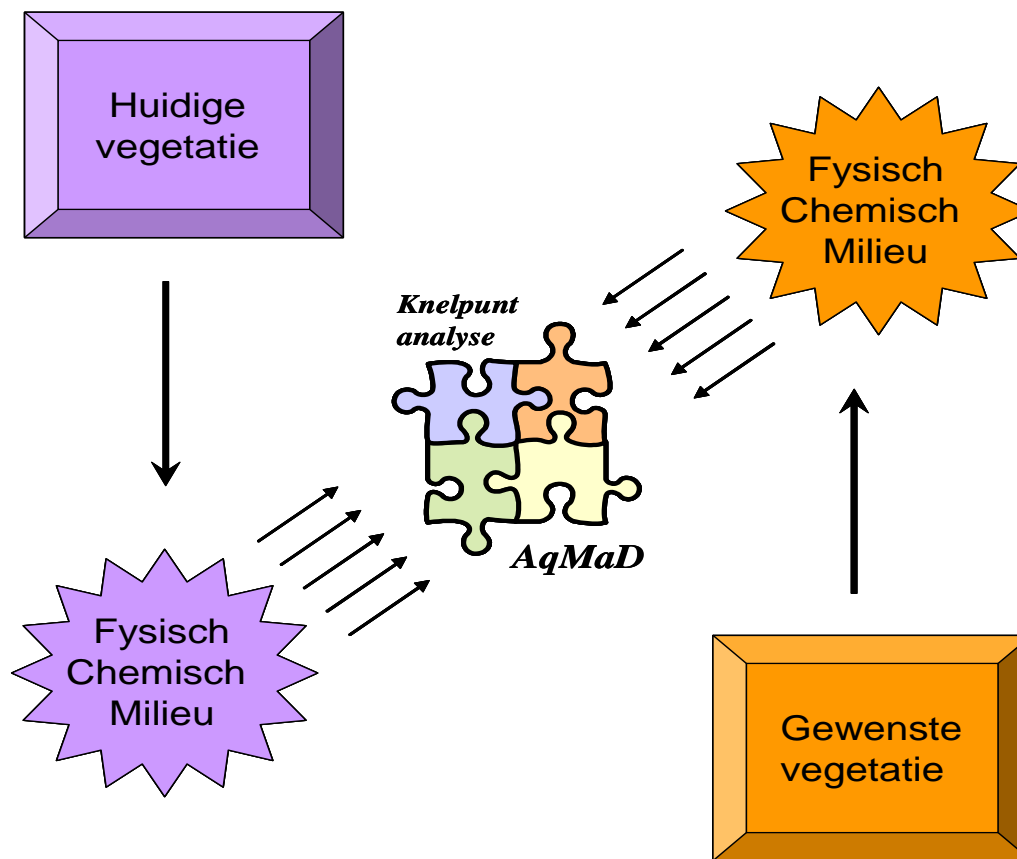 Huidige
vegetatie
Fysisch
Chemisch
Milieu
Knelpunt
analyse
AqMaD
Fysisch
Chemisch
Milieu
Gewenste
vegetatie